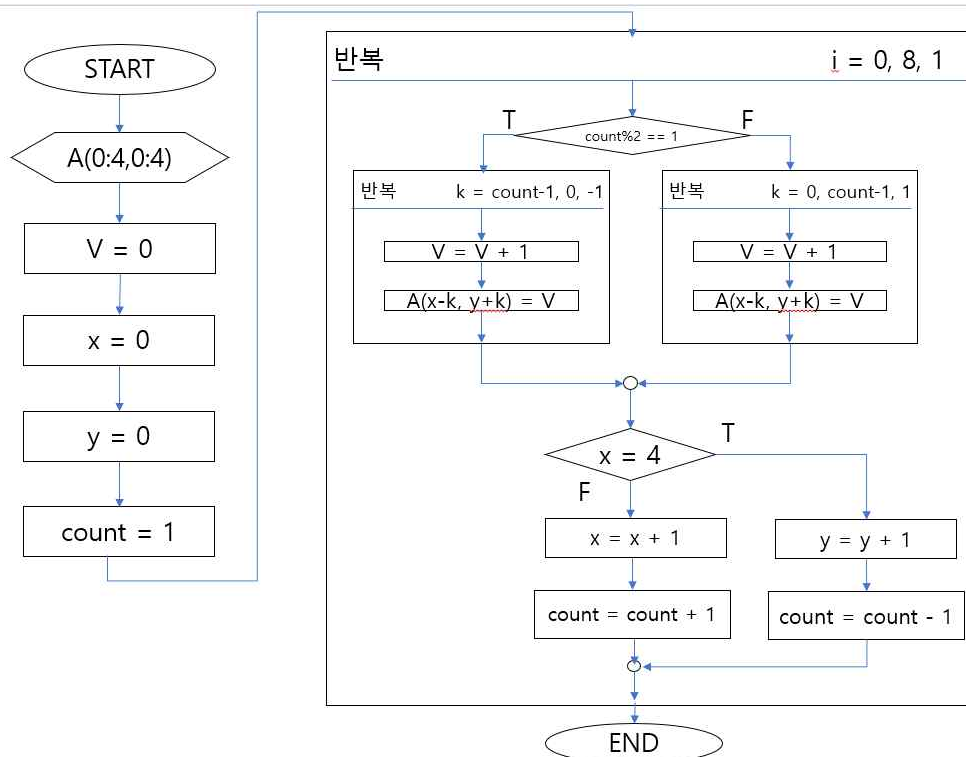 START
A(0:4,0:4)
V = 0
x = 0
y = 0
count = 1
반복 i = 0, 8, 1
count%2 == 1
T
F
반복 k = count-1, 0, -1
V = V + 1
A(x-k, y+k) = V
반복 k = 0, count-1, 1
V = V + 1
A(x-k, y+k) = V
x = 4
T
F
x = x + 1
count = count + 1
y = y + 1
count = count - 1
END